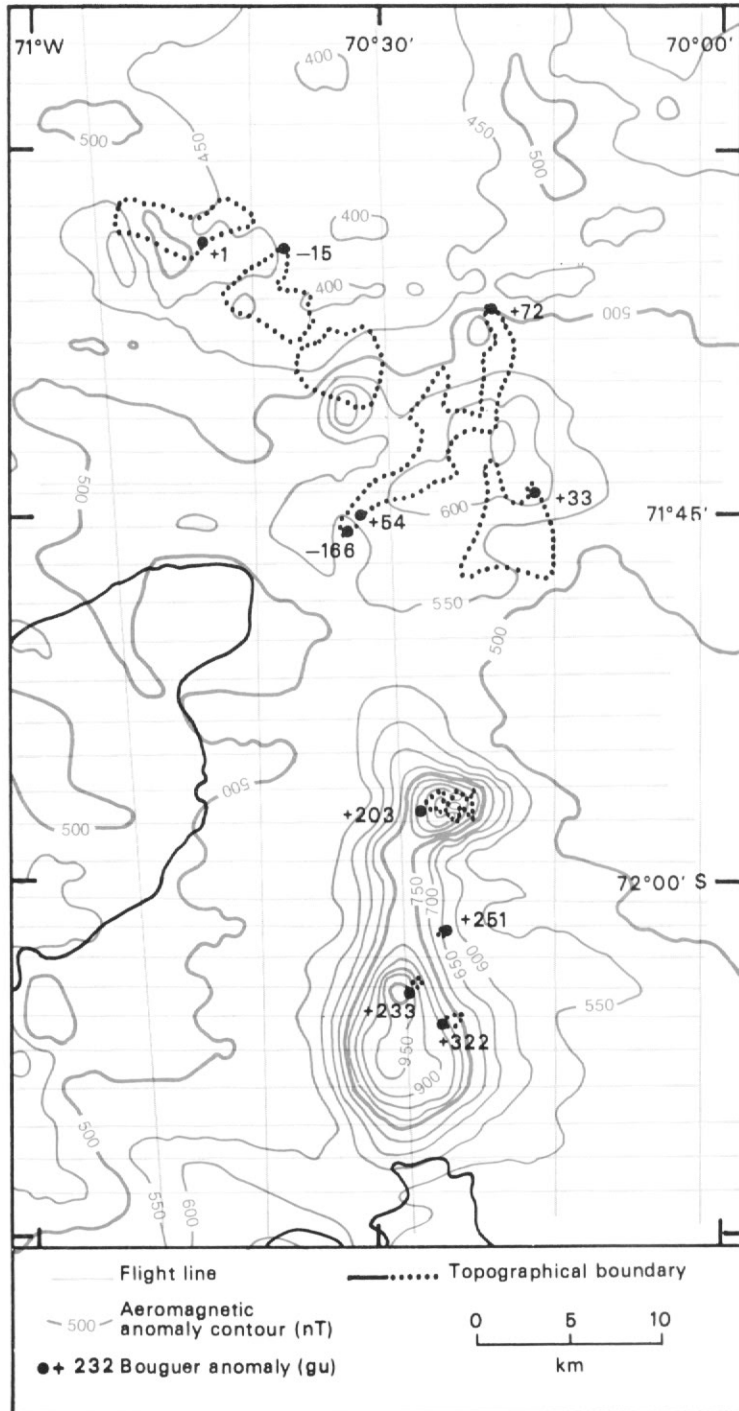 71°W 70°30' 70°00'
400 400
500 450 450 500
400
+1 −15
400
+72 500
500
600 +33
+54 71°45'
−166
550
500
500
500
500 +203
750 72°00' S
700
+251
650 600
+233 550
+322
950
900
500
550 600
Flight line Topographical boundary
500 Aeromagnetic
anomaly contour (nT)
0 5 10
+ 232 Bouguer anomaly (gu) km